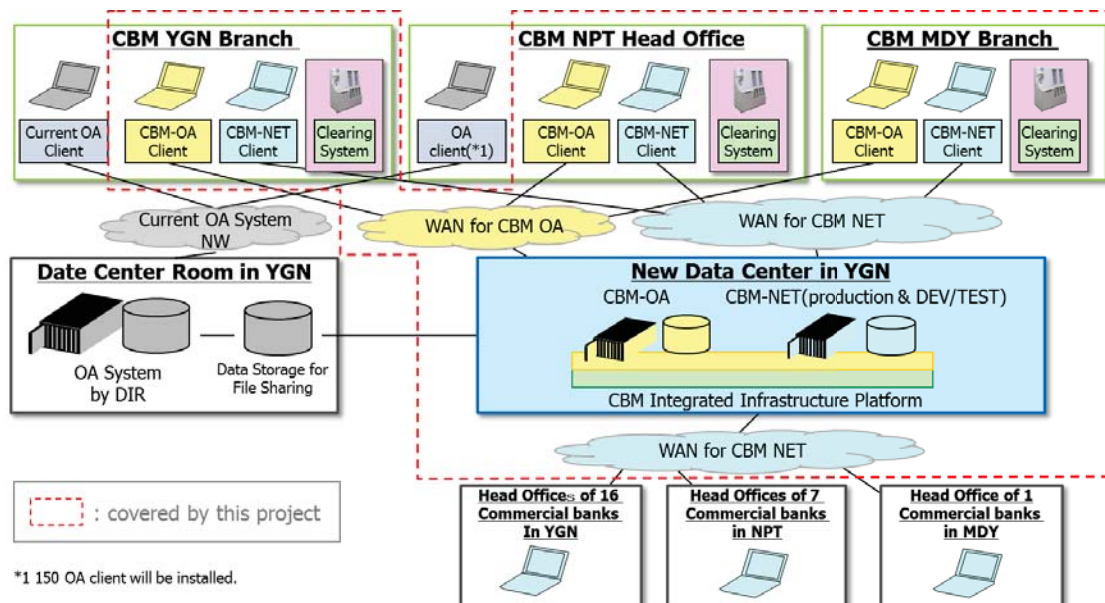 CBM YGN Branch
Current OA
Client
CBM-OA
Client
CBM-NET
Client
Clearing
System
CBM NPT Head Office
OA
client(*1)
CBM-OA
Client
CBM-NET
Client
Clearing
System
CBM MDY Branch
CBM-OA
Client
CBM-NET
Client
Clearing
System
Current OA System
NW
WAN for CBM OA
WAN for CBM NET
Date Center Room in YGN
OA System
by DIR
Data Storage for
File Sharing
New Data Center in YGN
CBM-OA
CBM-NET(production & DEV/TEST)
CBM Integrated Infrastructure Platform
WAN for CBM NET
Head Offices of 16
Commercial banks
In YGN
Head Offices of 7
Commercial banks
in NPT
Head Office of 1
Commercial banks
in MDY
: covered by this project
*1 150 OA client will be installed.